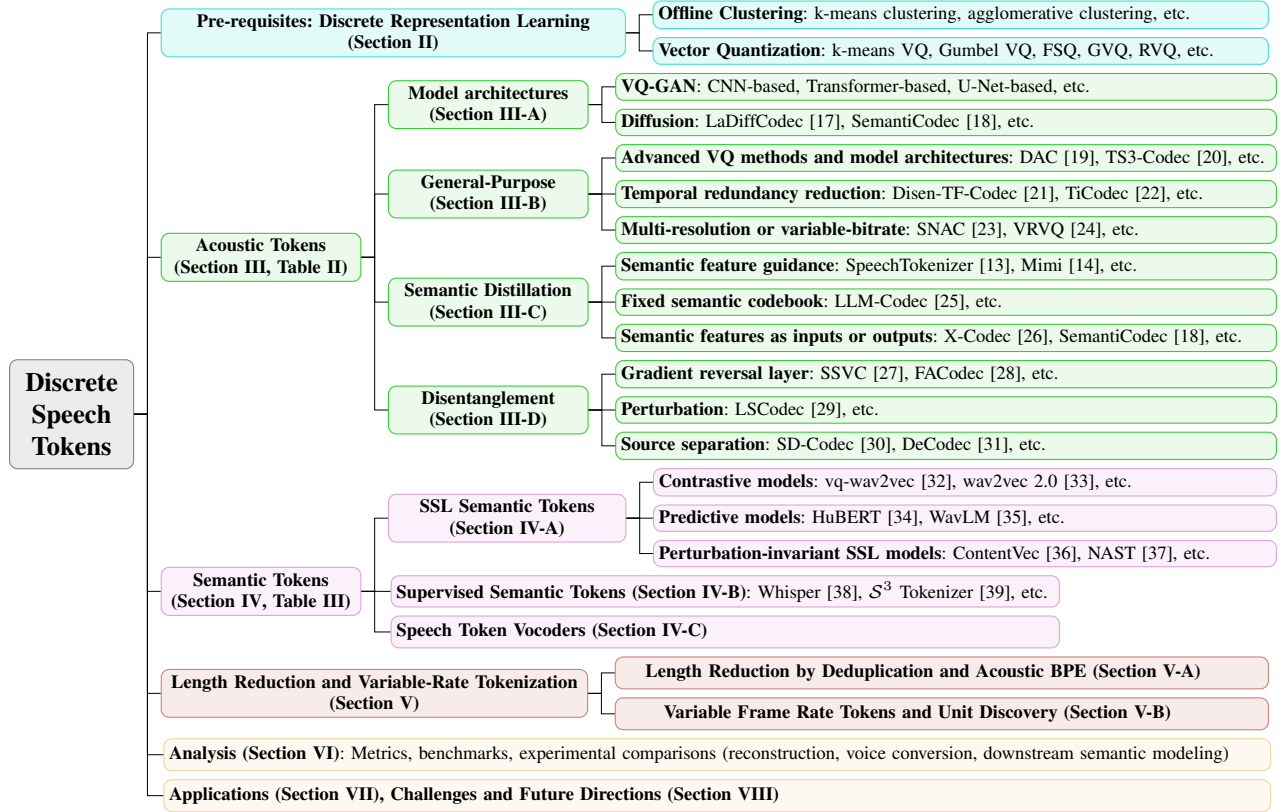 Pre-requisites: Discrete Representation Learning
(Section II)
Offline Clustering: k-means clustering, agglomerative clustering, etc.
Vector Quantization: k-means VQ, Gumbel VQ, FSQ, GVQ, RVQ, etc.
Model architectures
(Section III-A)
VQ-GAN: CNN-based, Transformer-based, U-Net-based, etc.
Diffusion: LaDiffCodec [17], SemantiCodec [18], etc.
General-Purpose
(Section III-B)
Advanced VQ methods and model architectures: DAC [19], TS3-Codec [20], etc.
Temporal redundancy reduction: Disen-TF-Codec [21], TiCodec [22], etc.
Multi-resolution or variable-bitrate: SNAC [23], VRVQ [24], etc.
Acoustic Tokens
(Section III, Table II)
Semantic Distillation
(Section III-C)
Semantic feature guidance: SpeechTokenizer [13], Mimi [14], etc.
Fixed semantic codebook: LLM-Codec [25], etc.
Semantic features as inputs or outputs: X-Codec [26], SemantiCodec [18], etc.
Disentanglement
(Section III-D)
Gradient reversal layer: SSVC [27], FACodec [28], etc.
Perturbation: LSCodec [29], etc.
Source separation: SD-Codec [30], DeCodec [31], etc.
Discrete
Speech
Tokens
SSL Semantic Tokens
(Section IV-A)
Contrastive models: vq-wav2vec [32], wav2vec 2.0 [33], etc.
Predictive models: HuBERT [34], WavLM [35], etc.
Perturbation-invariant SSL models: ContentVec [36], NAST [37], etc.
Semantic Tokens
(Section IV, Table III)
Supervised Semantic Tokens (Section IV-B): Whisper [38], 𝒮³ Tokenizer [39], etc.
Speech Token Vocoders (Section IV-C)
Length Reduction and Variable-Rate Tokenization
(Section V)
Length Reduction by Deduplication and Acoustic BPE (Section V-A)
Variable Frame Rate Tokens and Unit Discovery (Section V-B)
Analysis (Section VI): Metrics, benchmarks, experimental comparisons (reconstruction, voice conversion, downstream semantic modeling)
Applications (Section VII), Challenges and Future Directions (Section VIII)